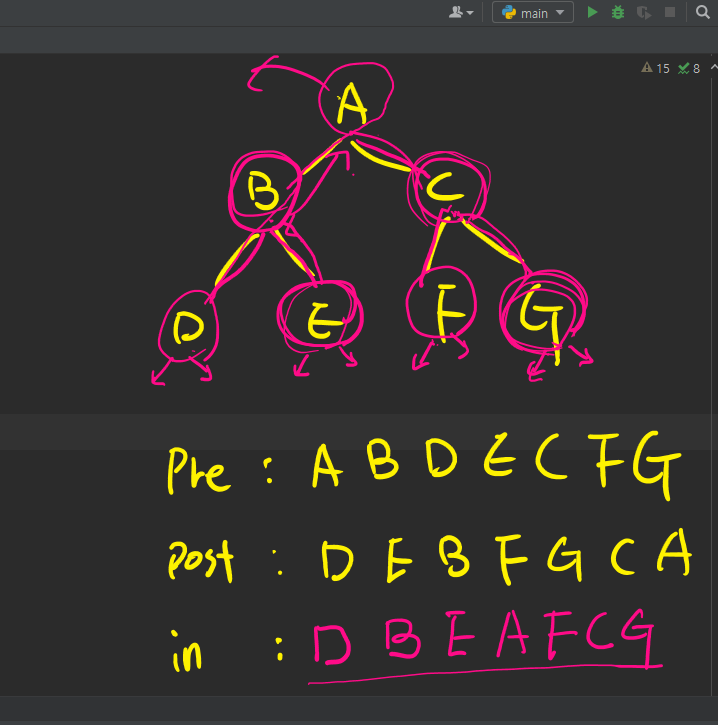 main
15 8
A
B C
D E F G
Pre : A B D E C F G
Post : D E B F G C A
in : D B E A F C G